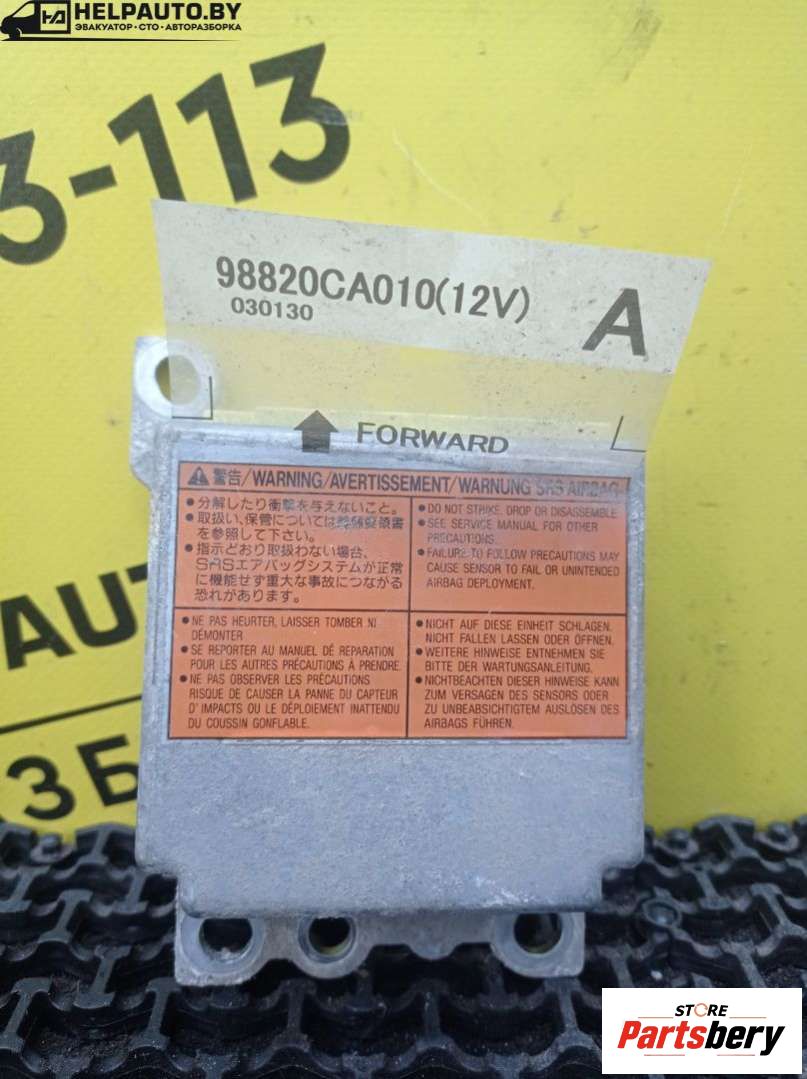 HELPAUTO.BY
ЭВАКУАТОР • СТО • АВТОРАЗБОРКА
3-113
98820CA010(12V)
030130
A
FORWARD
警告/WARNING/AVERTISSEMENT/WARNUNG SRS AIRBAG
• 分解したり衝撃を与えないこと。
• 取扱い、保管については整備要領書
を参照して下さい。
• 指示どおり取扱わない場合、
SRSエアバッグシステムが正常
に機能せず重大な事故につながる
恐れがあります。
• DO NOT STRIKE, DROP OR DISASSEMBLE.
• SEE SERVICE MANUAL FOR OTHER
PRECAUTIONS.
• FAILURE TO FOLLOW PRECAUTIONS MAY
CAUSE SENSOR TO FAIL OR UNINTENDED
AIRBAG DEPLOYMENT.
• NE PAS HEURTER, LAISSER TOMBER NI
DÉMONTER
• SE REPORTER AU MANUEL DÉ REPARATION
POUR LES AUTRES PRÉCAUTIONS À PRENDRE.
• NE PAS OBSERVER LES PRÉCAUTIONS
RISQUE DE CAUSER LA PANNE DU CAPTEUR
D'IMPACTS OU LE DÉPLOIEMENT INATTENDU
DU COUSSIN GONFLABLE.
• NICHT AUF DIESE EINHEIT SCHLAGEN.
NICHT FALLEN LASSEN ODER ÖFFNEN.
• WEITERE HINWEISE ENTNEHMEN SIE
BITTE DER WARTUNGSANLEITUNG.
• NICHTBEACHTEN DIESER HINWEISE KANN
ZUM VERSAGEN DES SENSORS ODER
ZU UNBEABSICHTIGTEM AUSLÖSEN DES
AIRBAGS FÜHREN.
AUT
ЗБ
STORE
Partsbery